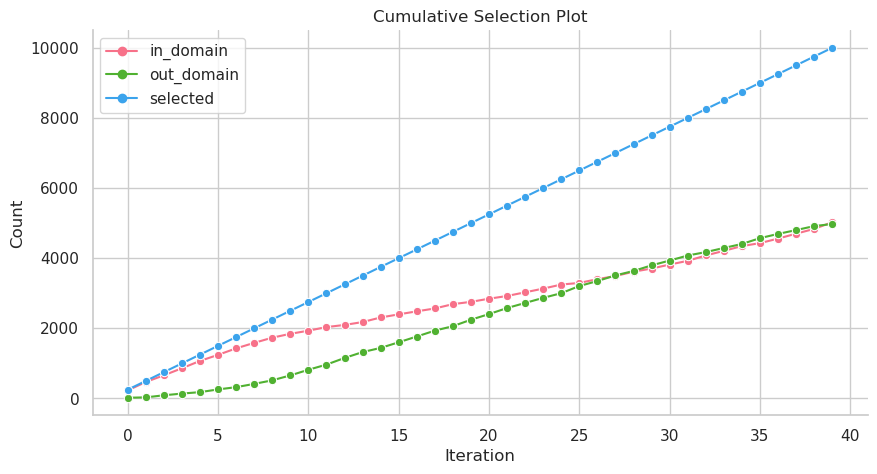 Cumulative Selection Plot
in_domain
out_domain
selected
10000
8000
6000
4000
2000
0
Count
0 5 10 15 20 25 30 35 40
Iteration